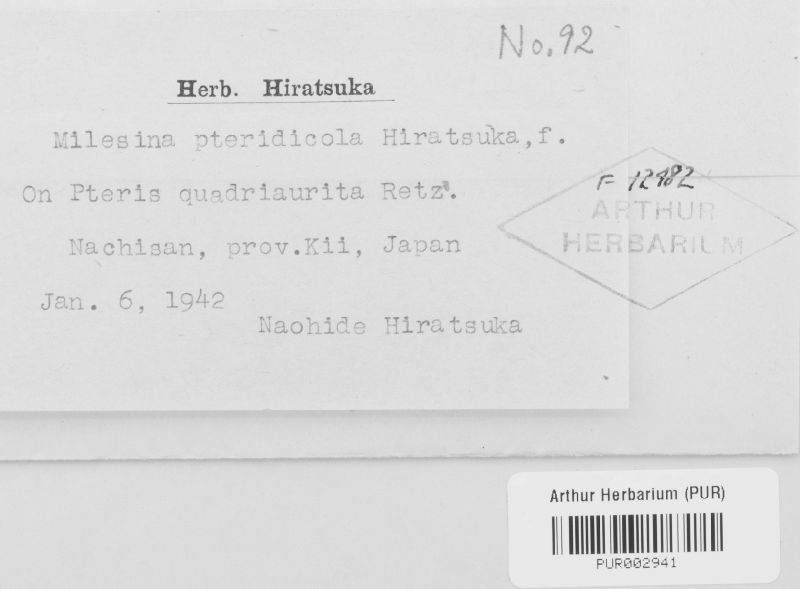 No. 92
Herb. Hiratsuka
Milesina pteridicola Hiratsuka,f.
On Pteris quadriaurita Retz.
Nachisan, prov.Kii, Japan
Jan. 6, 1942
Naohide Hiratsuka
F 12482
ARTHUR
HERBARIUM
Arthur Herbarium (PUR)
PUR002941